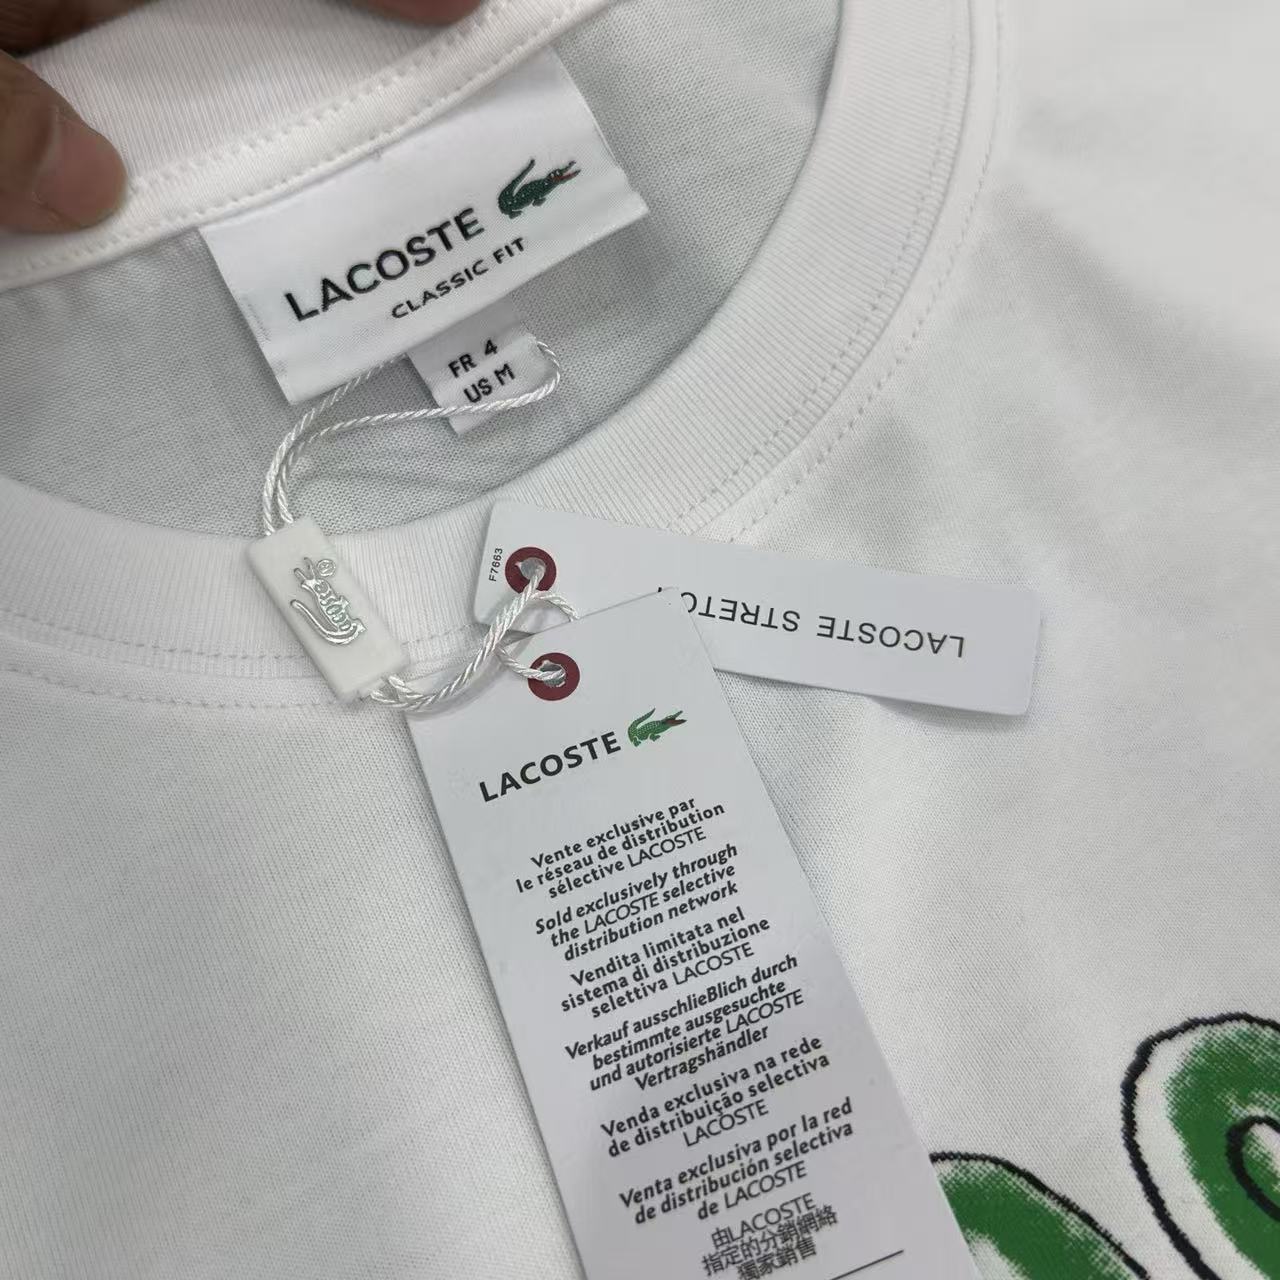 LACOSTE
CLASSIC FIT
FR 4
US M
F7663
LACOSTE STRETC
LACOSTE
Vente exclusive par
le réseau de distribution
sélective LACOSTE
Sold exclusively through
the LACOSTE selective
distribution network
Vendita limitata nel
sistema di distribuzione
selettiva LACOSTE
Verkauf ausschlieBlich durch
bestimmte ausgesuchte
und autorisierte LACOSTE
Vertragshändler
Venda exclusiva na rede
de distribuição selectiva
LACOSTE
Venta exclusiva por la red
de distribución selectiva
de LACOSTE
由LACOSTE
指定的分銷網絡
獨家銷售